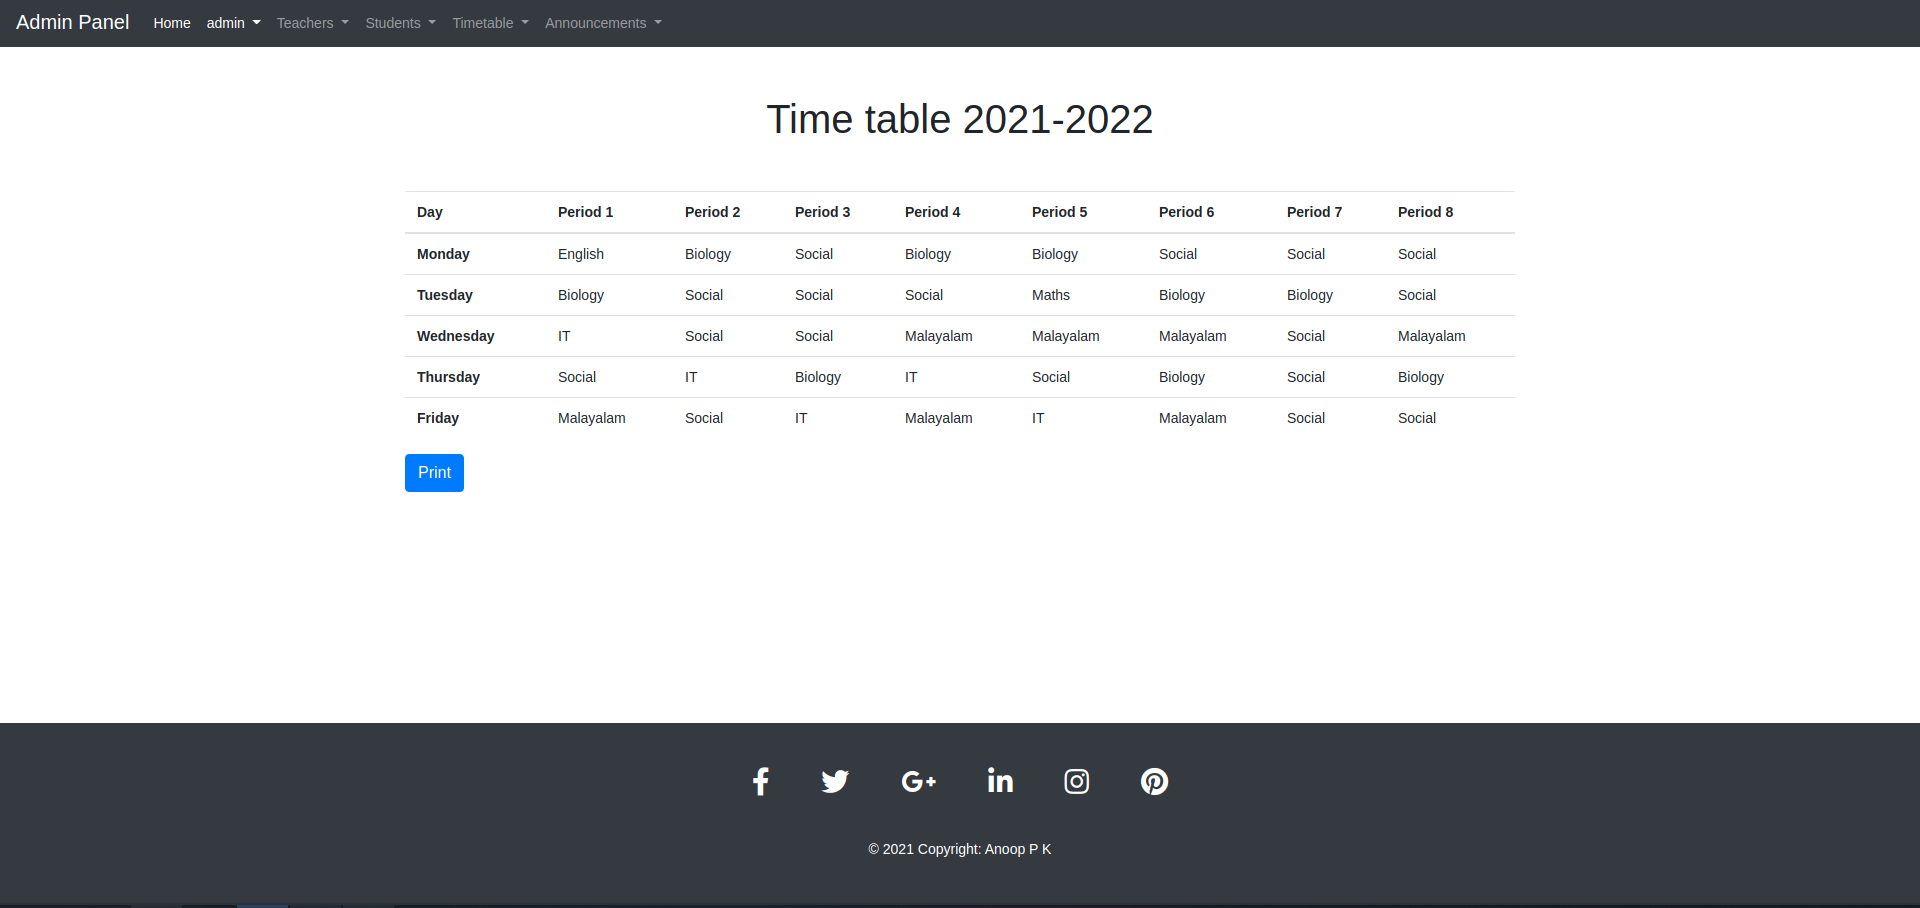 Admin Panel Home admin Teachers Students Timetable Announcements
Time table 2021-2022
Day Period 1 Period 2 Period 3 Period 4 Period 5 Period 6 Period 7 Period 8
Monday English Biology Social Biology Biology Social Social Social
Tuesday Biology Social Social Social Maths Biology Biology Social
Wednesday IT Social Social Malayalam Malayalam Malayalam Social Malayalam
Thursday Social IT Biology IT Social Biology Social Biology
Friday Malayalam Social IT Malayalam IT Malayalam Social Social
Print
© 2021 Copyright: Anoop P K